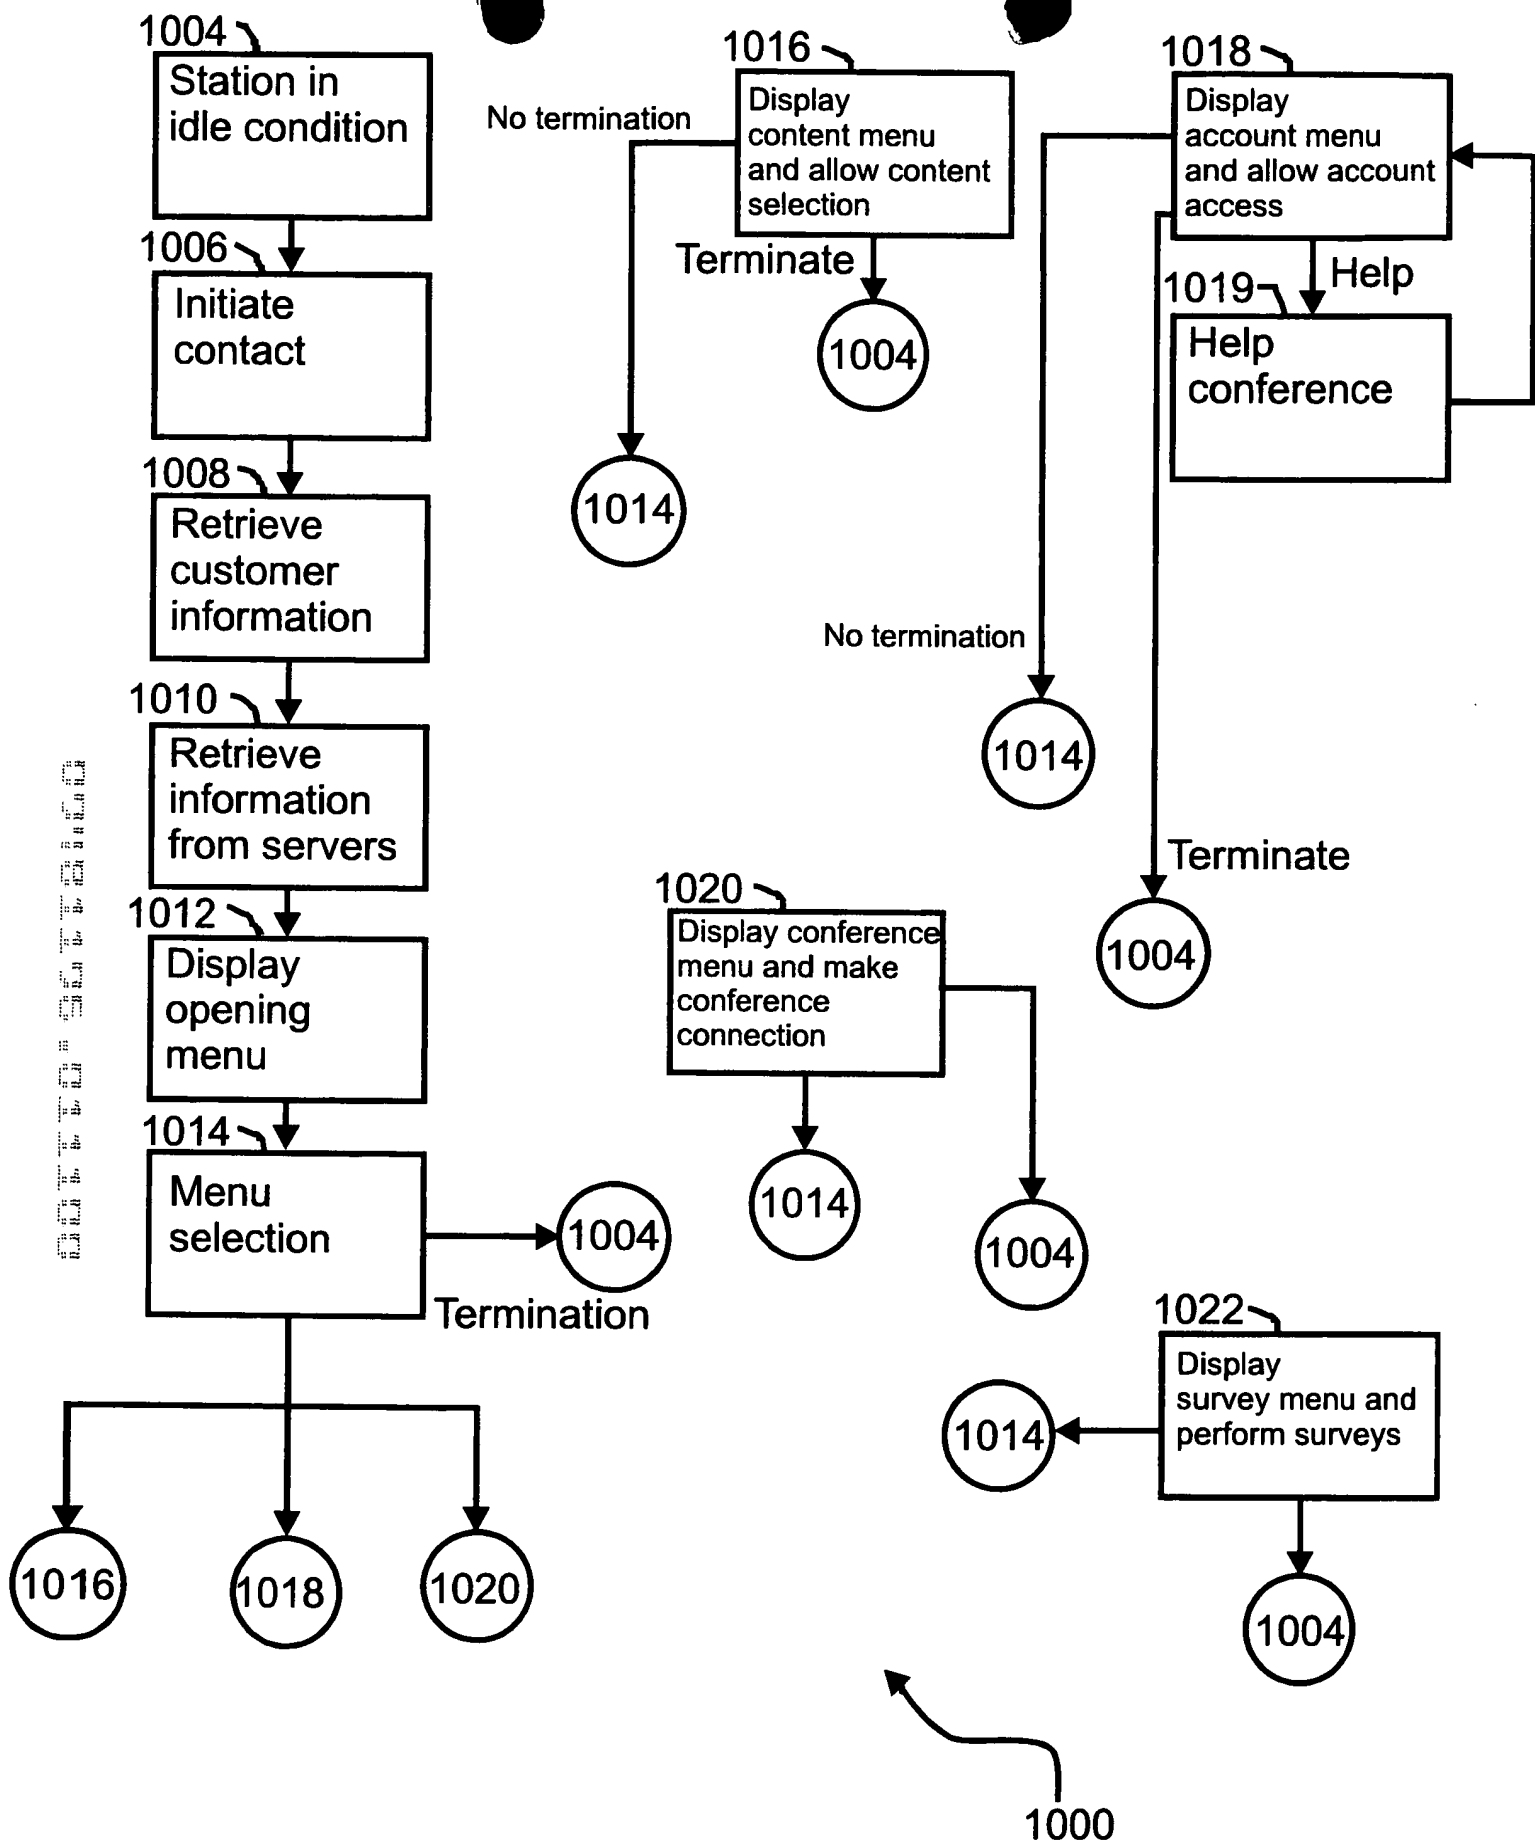 1004
Station in
idle condition
1006
Initiate
contact
1008
Retrieve
customer
information
1010
Retrieve
information
from servers
1012
Display
opening
menu
1014
Menu
selection
1004
Termination
1016
1018
1020
1016
Display
content menu
and allow content
selection
No termination
Terminate
1004
1014
1018
Display
account menu
and allow account
access
Help
1019
Help
conference
No termination
1014
Terminate
1004
1020
Display conference
menu and make
conference
connection
1014
1004
1022
Display
survey menu and
perform surveys
1014
1004
1000